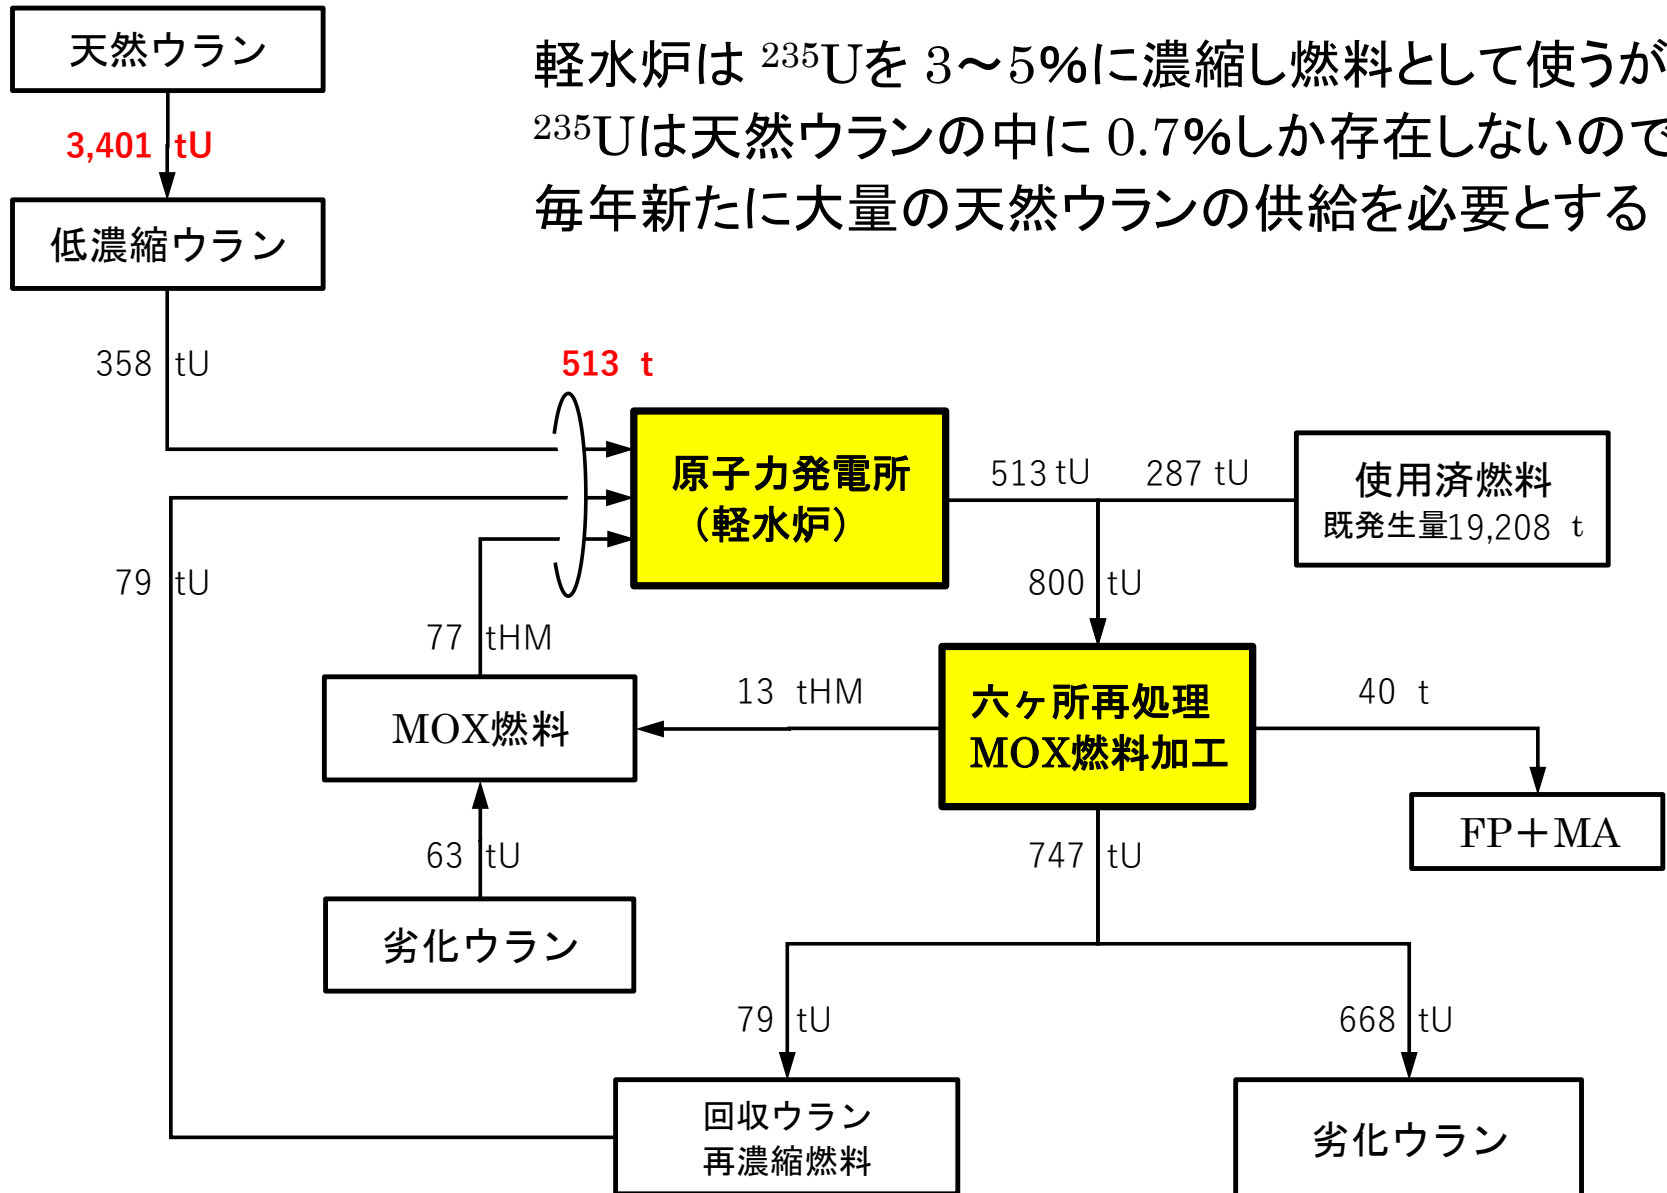 天然ウラン
軽水炉は ²³⁵Uを 3～5%に濃縮し燃料として使うが
²³⁵Uは天然ウランの中に 0.7%しか存在しないので
毎年新たに大量の天然ウランの供給を必要とする
3,401 tU
低濃縮ウラン
358 tU
513 t
原子力発電所
（軽水炉）
513 tU
287 tU
使用済燃料
既発生量19,208 t
79 tU
800 tU
77 tHM
MOX燃料
13 tHM
六ヶ所再処理
MOX燃料加工
40 t
FP＋MA
63 tU
747 tU
劣化ウラン
79 tU
668 tU
回収ウラン
再濃縮燃料
劣化ウラン